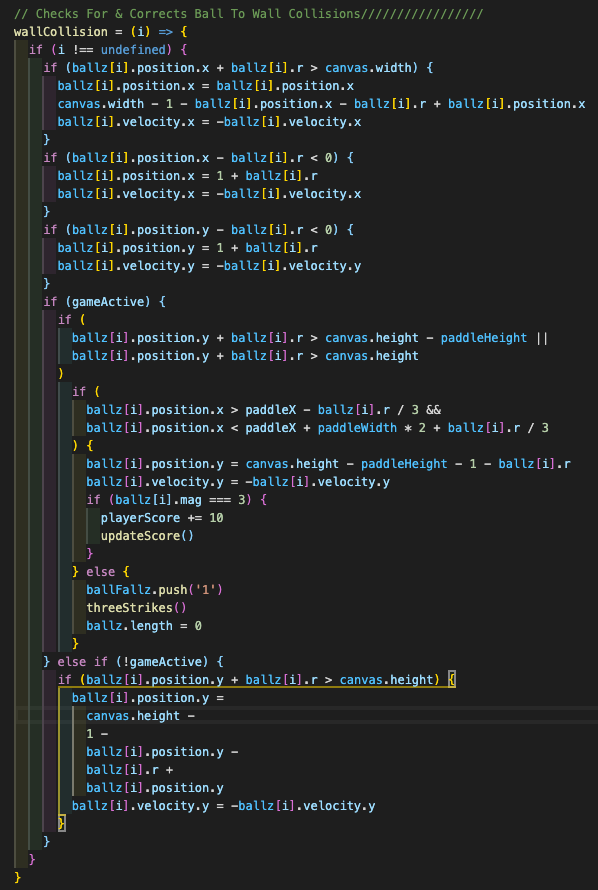 // Checks For & Corrects Ball To Wall Collisions/////////////////
wallCollision = (i) => {
if (i !== undefined) {
if (ballz[i].position.x + ballz[i].r > canvas.width) {
ballz[i].position.x = ballz[i].position.x
canvas.width - 1 - ballz[i].position.x - ballz[i].r + ballz[i].position.x
ballz[i].velocity.x = -ballz[i].velocity.x
}
if (ballz[i].position.x - ballz[i].r < 0) {
ballz[i].position.x = 1 + ballz[i].r
ballz[i].velocity.x = -ballz[i].velocity.x
}
if (ballz[i].position.y - ballz[i].r < 0) {
ballz[i].position.y = 1 + ballz[i].r
ballz[i].velocity.y = -ballz[i].velocity.y
}
if (gameActive) {
if (
ballz[i].position.y + ballz[i].r > canvas.height - paddleHeight ||
ballz[i].position.y + ballz[i].r > canvas.height
)
if (
ballz[i].position.x > paddleX - ballz[i].r / 3 &&
ballz[i].position.x < paddleX + paddleWidth * 2 + ballz[i].r / 3
) {
ballz[i].position.y = canvas.height - paddleHeight - 1 - ballz[i].r
ballz[i].velocity.y = -ballz[i].velocity.y
if (ballz[i].mag === 3) {
playerScore += 10
updateScore()
}
} else {
ballFallz.push('1')
threeStrikes()
ballz.length = 0
}
} else if (!gameActive) {
if (ballz[i].position.y + ballz[i].r > canvas.height) {
ballz[i].position.y =
canvas.height -
1 -
ballz[i].position.y -
ballz[i].r +
ballz[i].position.y
ballz[i].velocity.y = -ballz[i].velocity.y
}
}
}
}